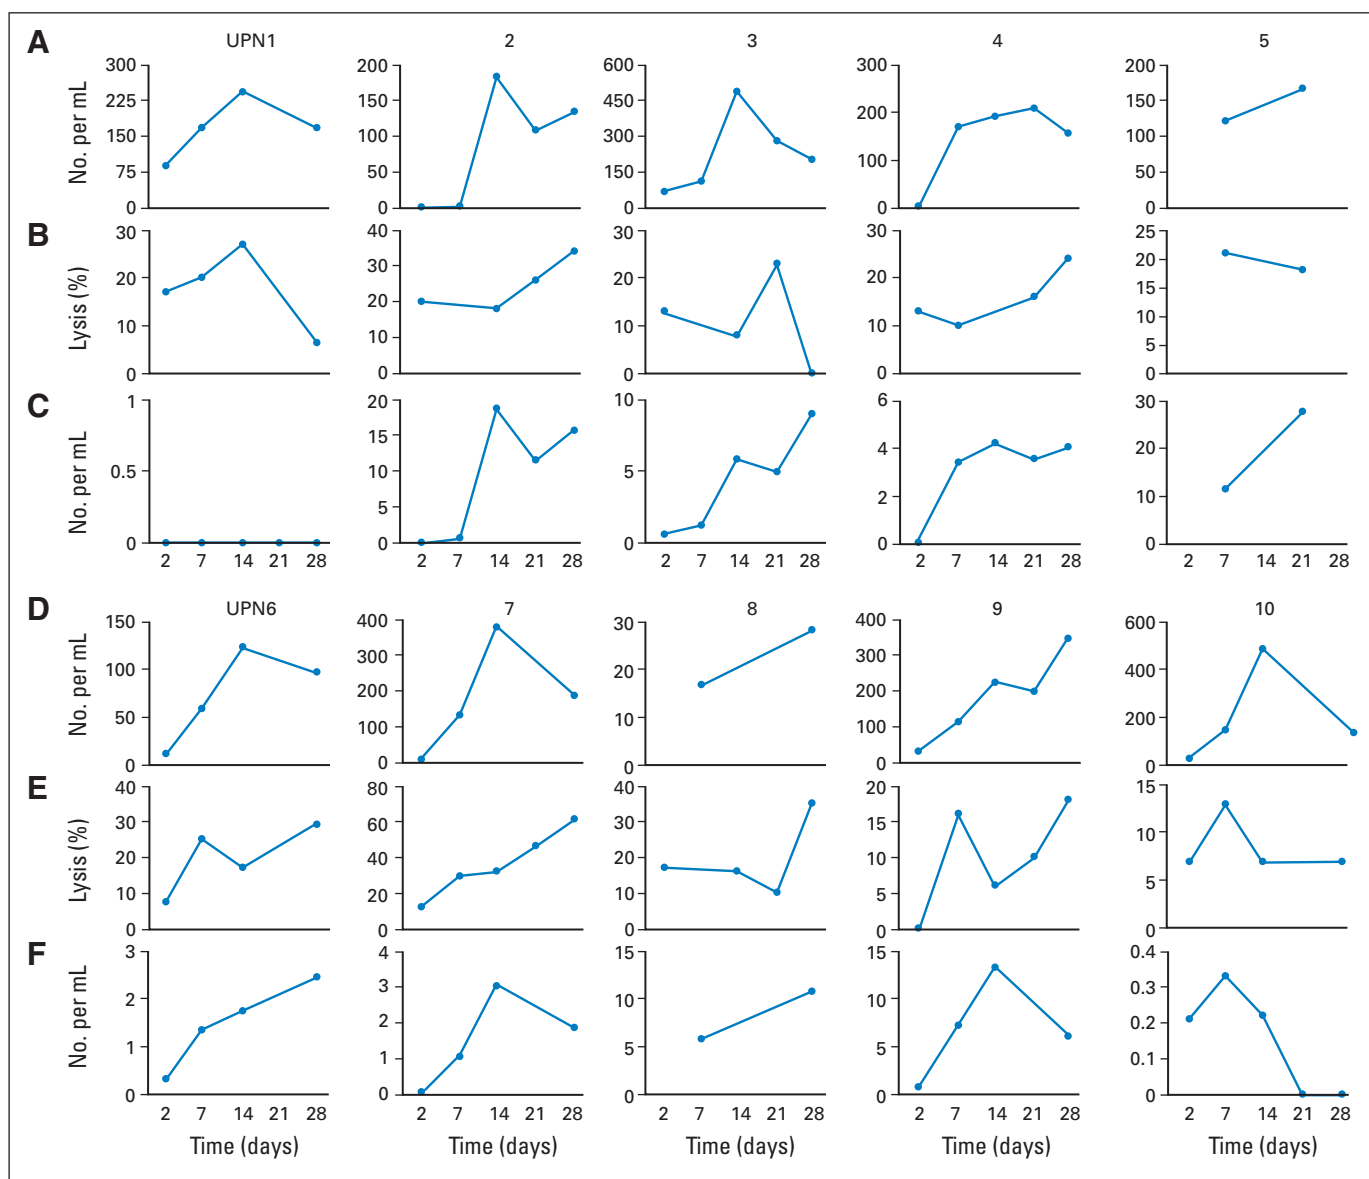 A UPN1 2 3 4 5
No. per mL
300 225 150 75 0
200 150 100 50 0
600 450 300 150 0
300 200 100 0
200 150 100 50 0
B
Lysis (%)
30 20 10 0
40 30 20 10 0
30 20 10 0
30 20 10 0
25 20 15 10 5 0
C
No. per mL
1 0.5 0
20 15 10 5 0
10 5 0
6 4 2 0
30 20 10 0
2 7 14 21 28
2 7 14 21 28
2 7 14 21 28
2 7 14 21 28
2 7 14 21 28
D UPN6 7 8 9 10
No. per mL
150 100 50 0
400 300 200 100 0
30 20 10 0
400 300 200 100 0
600 400 200 0
E
Lysis (%)
40 30 20 10 0
80 60 40 20 0
40 30 20 10 0
20 15 10 5 0
15 10 5 0
F
No. per mL
3 2 1 0
4 3 2 1 0
15 10 5 0
15 10 5 0
0.4 0.3 0.2 0.1 0
2 7 14 21 28
2 7 14 21 28
2 7 14 21 28
2 7 14 21 28
2 7 14 21 28
Time (days) Time (days) Time (days) Time (days) Time (days)